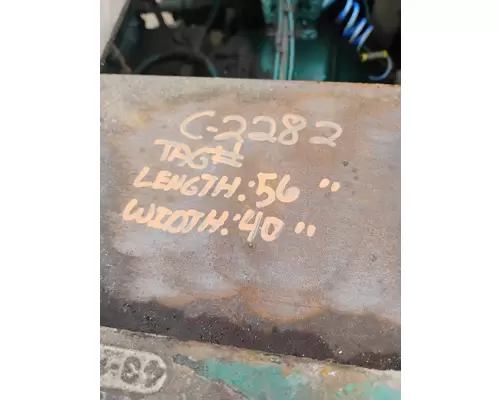 C-2282
TAG#
LENGTH: 56"
WIDTH: 40"